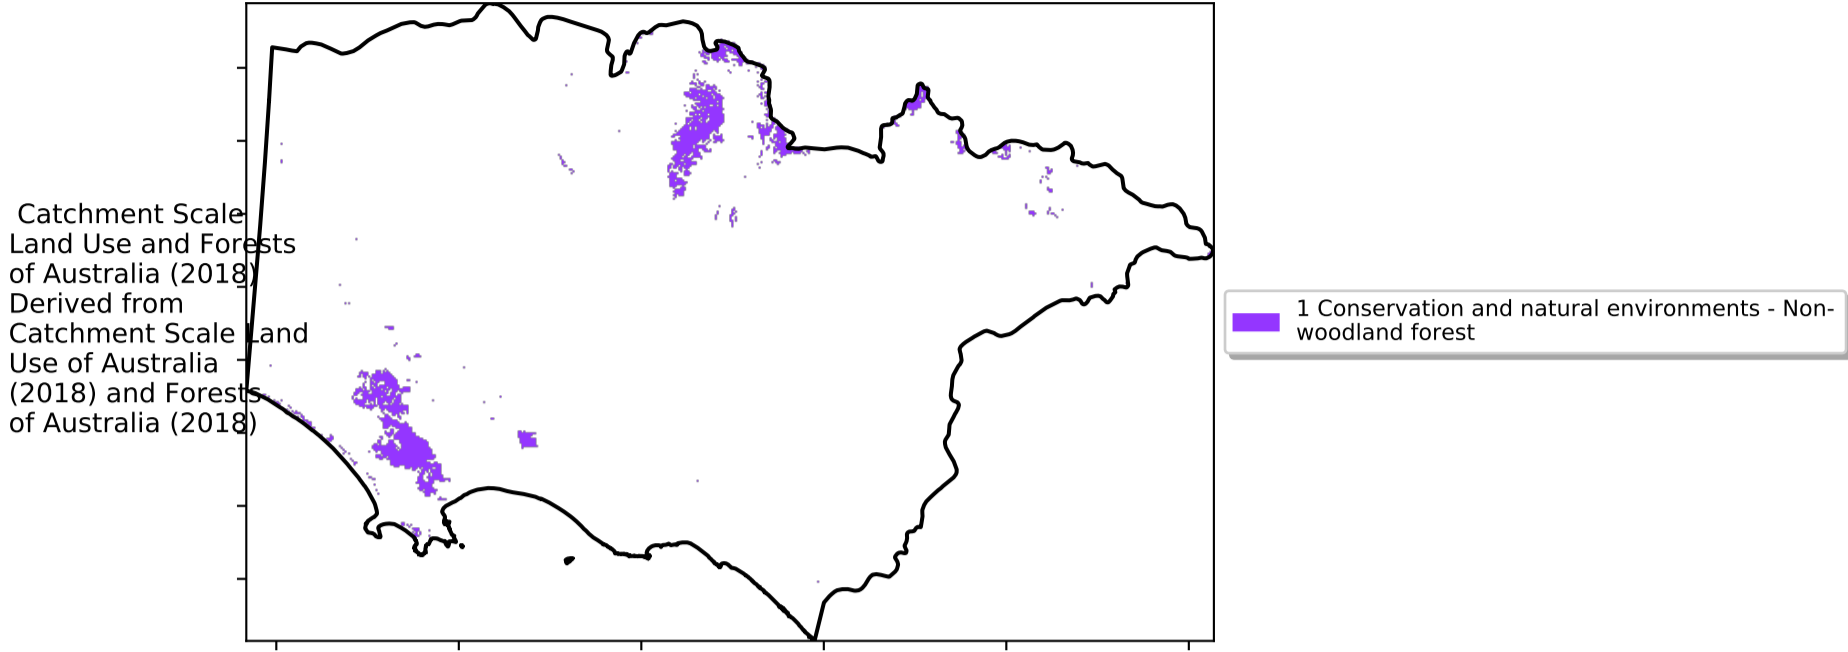 Catchment Scale
Land Use and Forests
of Australia (2018)
Derived from
Catchment Scale Land
Use of Australia
(2018) and Forests
of Australia (2018)
1 Conservation and natural environments - Non-
woodland forest